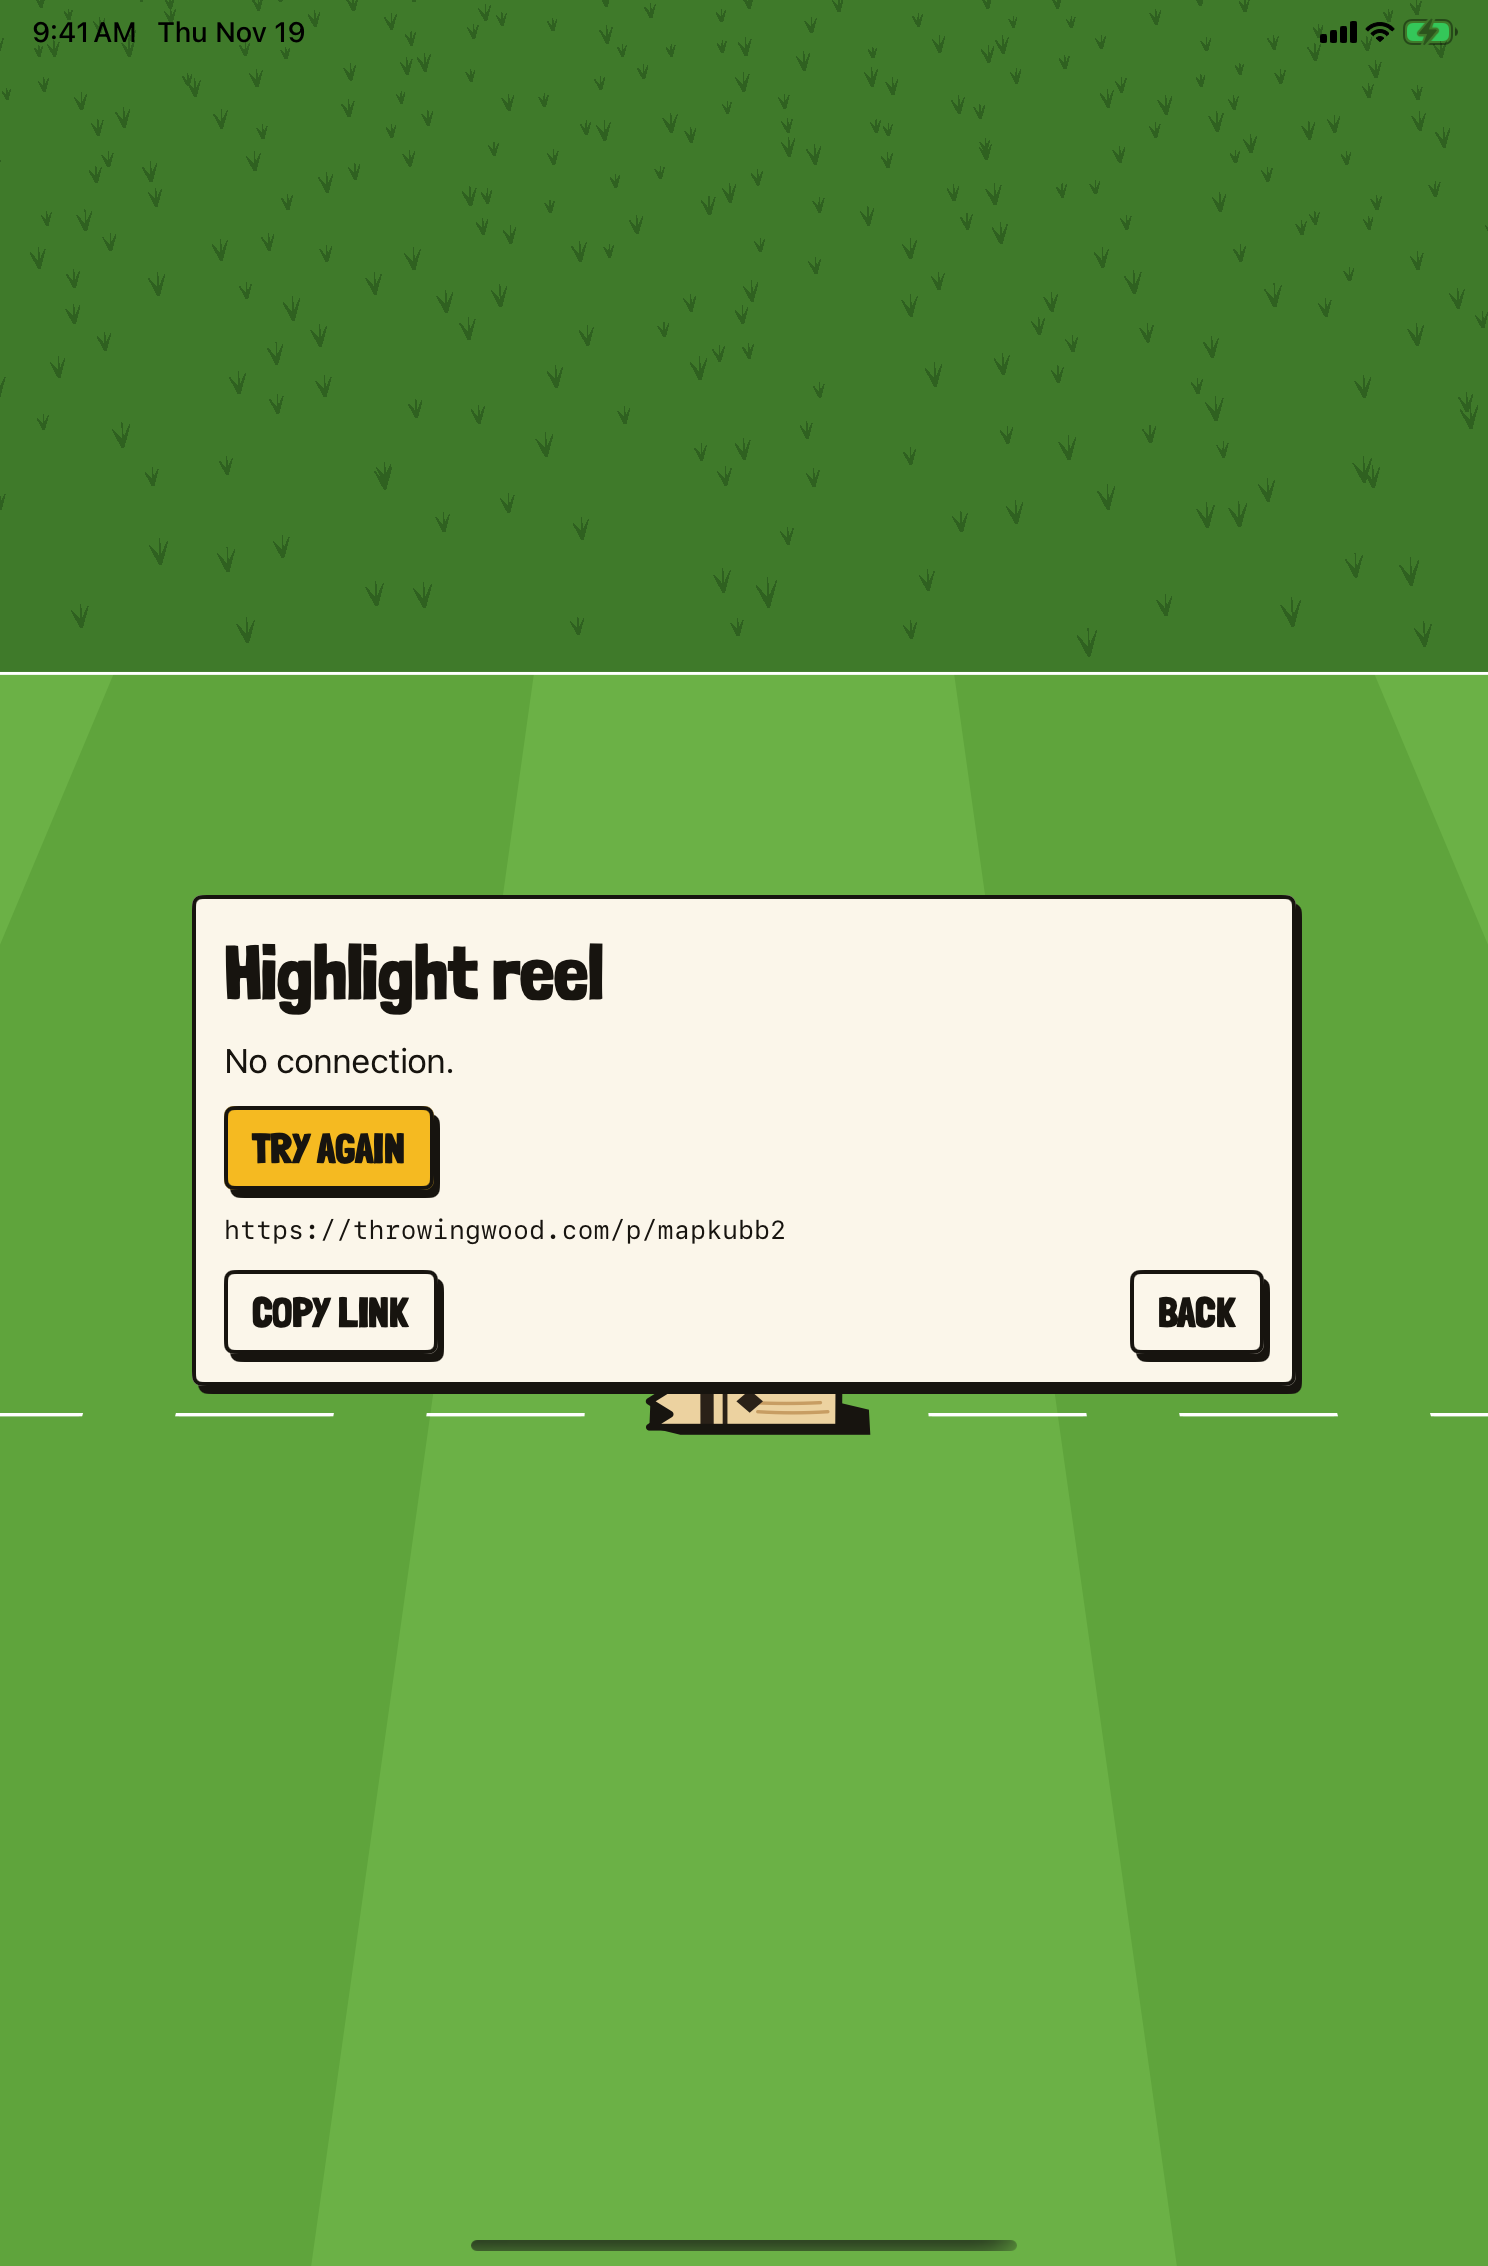 9:41 AM Thu Nov 19
Highlight reel
No connection.
TRY AGAIN
https://throwingwood.com/p/mapkubb2
COPY LINK
BACK